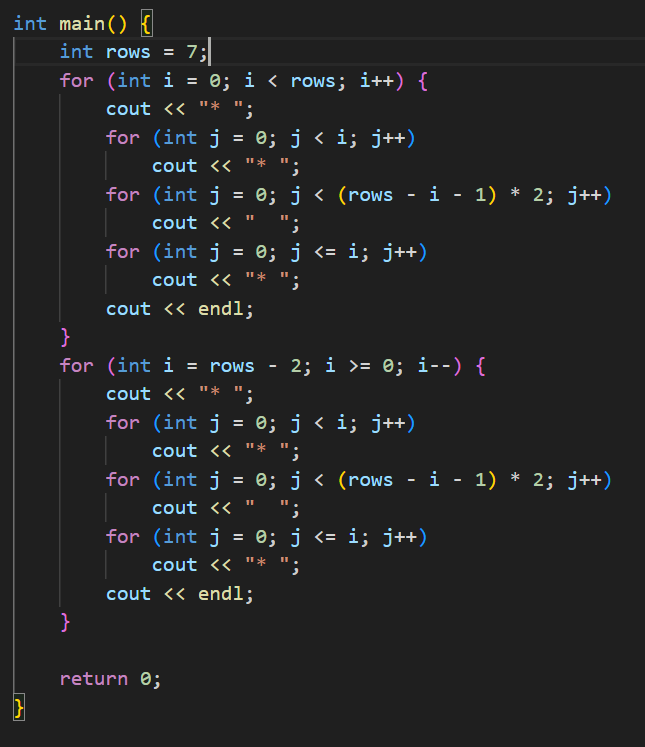 int main() {
    int rows = 7;
    for (int i = 0; i < rows; i++) {
        cout << "* ";
        for (int j = 0; j < i; j++)
            cout << "* ";
        for (int j = 0; j < (rows - i - 1) * 2; j++)
            cout << "  ";
        for (int j = 0; j <= i; j++)
            cout << "* ";
        cout << endl;
    }
    for (int i = rows - 2; i >= 0; i--) {
        cout << "* ";
        for (int j = 0; j < i; j++)
            cout << "* ";
        for (int j = 0; j < (rows - i - 1) * 2; j++)
            cout << "  ";
        for (int j = 0; j <= i; j++)
            cout << "* ";
        cout << endl;
    }

    return 0;
}